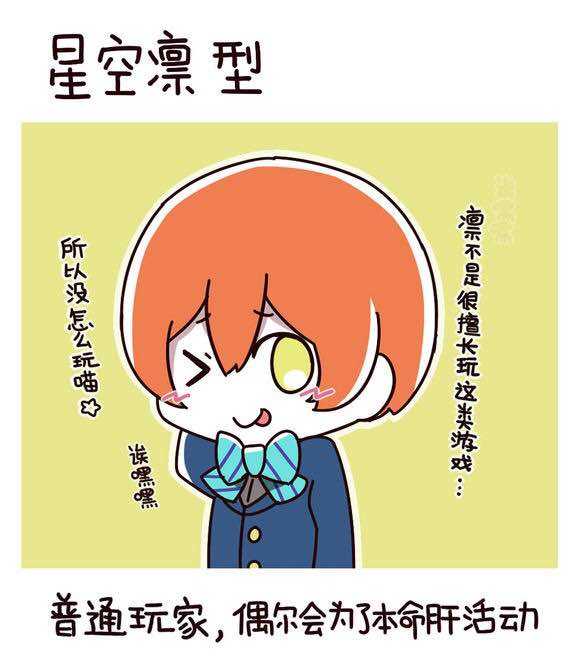 星空凛 型
凛不是很擅长玩这类游戏…
所以没怎么玩喵☆
诶嘿嘿
普通玩家,偶尔会为了本命肝活动